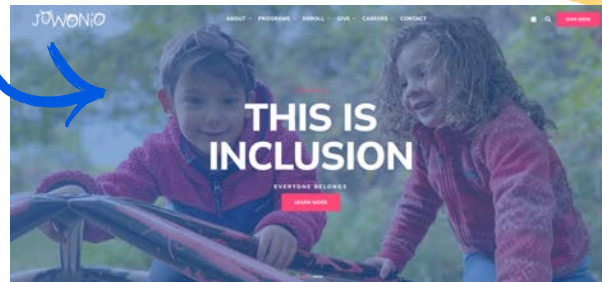 JOWONIO
ABOUT PROGRAMS ENROLL GIVE CAREERS CONTACT
GIVE NOW
THIS IS
INCLUSION
EVERYONE BELONGS
LEARN MORE